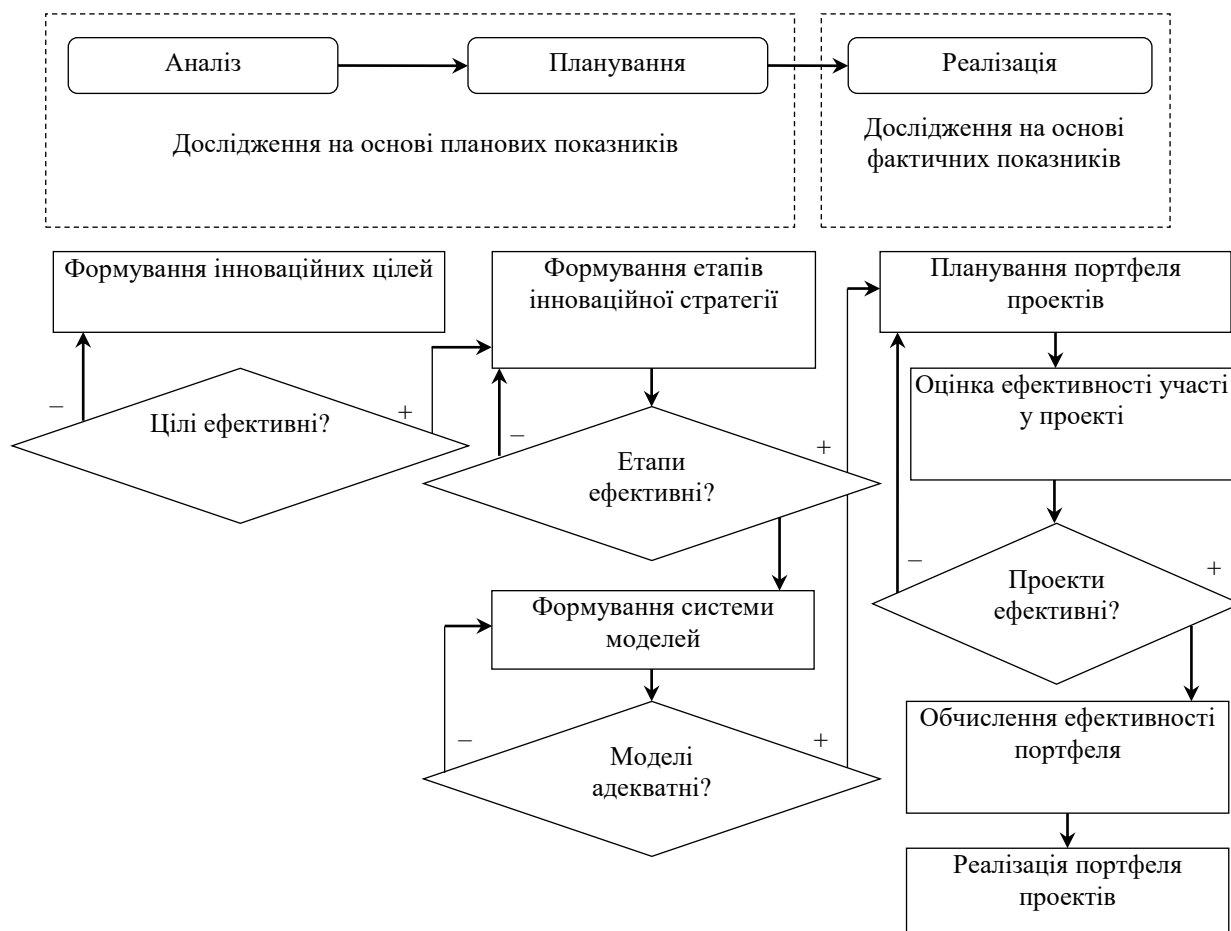 Аналіз
Планування
Реалізація
Дослідження на основі планових показників
Дослідження на основі
фактичних показників
Формування інноваційних цілей
–
Цілі ефективні?
+
Формування етапів
інноваційної стратегії
–
Етапи
ефективні?
+
Формування системи
моделей
–
Моделі
адекватні?
+
Планування портфеля
проектів
Оцінка ефективності участі
у проекті
–
Проекти
ефективні?
+
Обчислення ефективності
портфеля
Реалізація портфеля
проектів